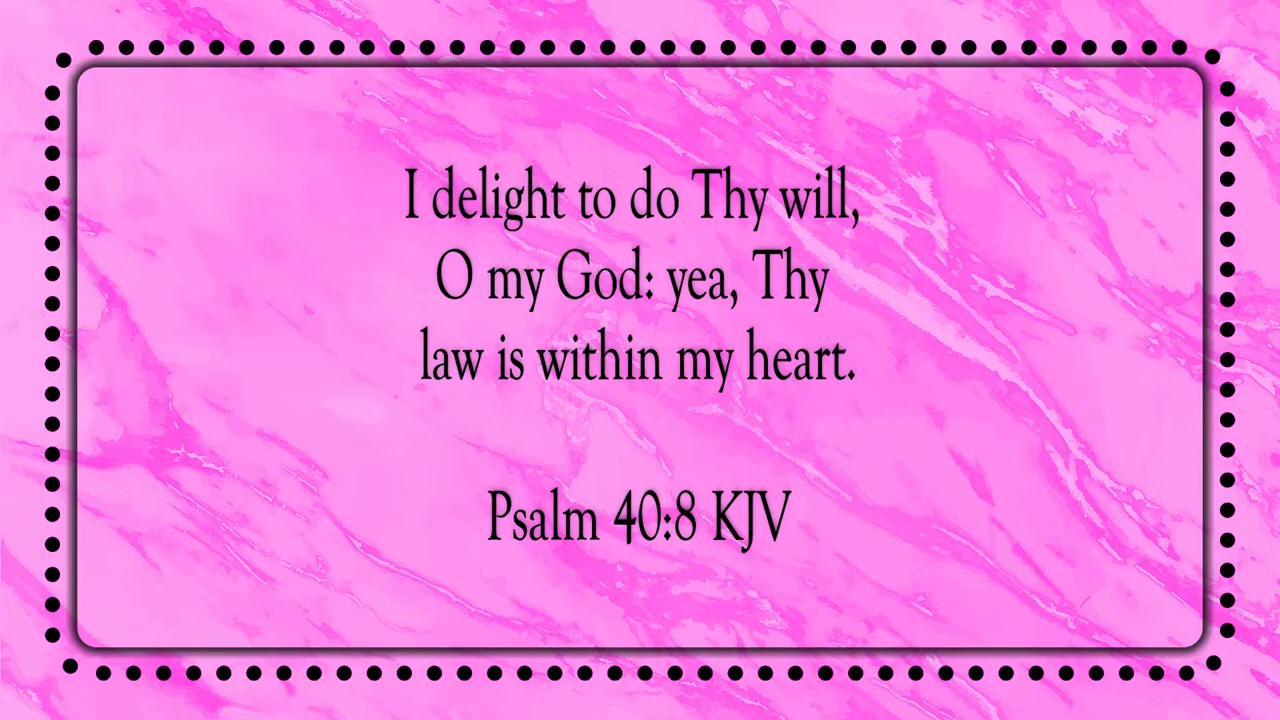 I delight to do Thy will,
O my God: yea, Thy
law is within my heart.
Psalm 40:8 KJV